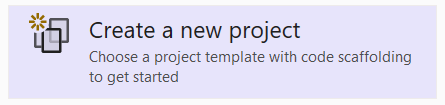 Create a new project
Choose a project template with code scaffolding
to get started